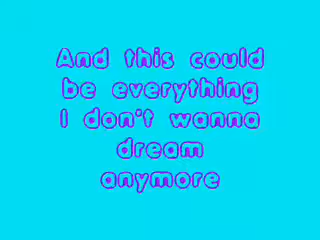 And this could
be everything
I don't wanna
dream
anymore